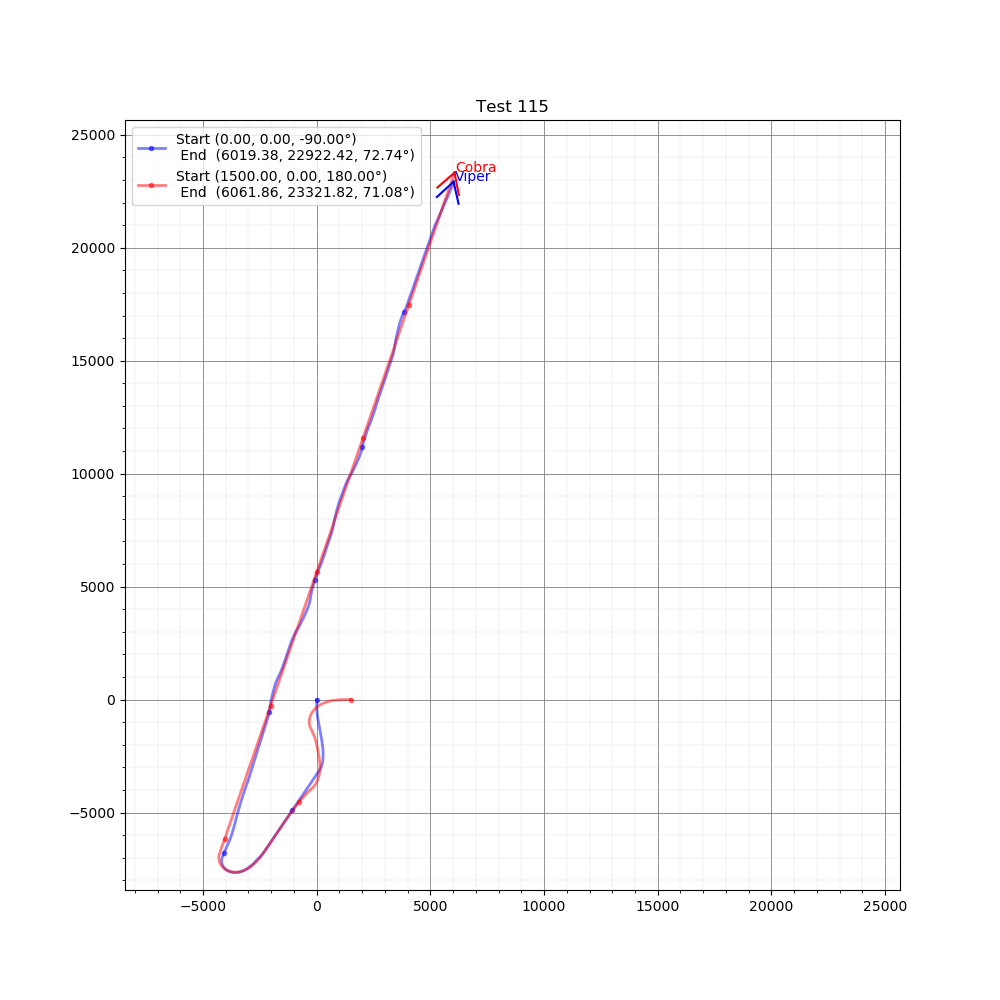 Test 115
Start (0.00, 0.00, -90.00°)
End (6019.38, 22922.42, 72.74°)
Start (1500.00, 0.00, 180.00°)
End (6061.86, 23321.82, 71.08°)
Cobra
Viper
25000
20000
15000
10000
5000
0
−5000
−5000
0
5000
10000
15000
20000
25000